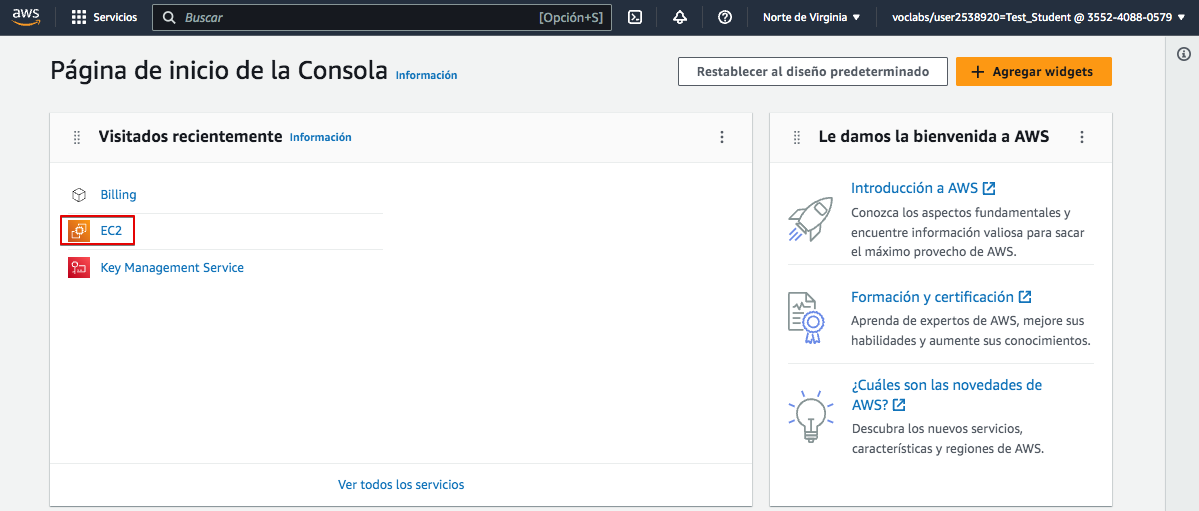 aws
Servicios
Buscar
[Opción+S]
Norte de Virginia
voclabs/user2538920=Test_Student @ 3552-4088-0579
Página de inicio de la Consola
Información
Restablecer al diseño predeterminado
Agregar widgets
Visitados recientemente
Información
Billing
EC2
Key Management Service
Ver todos los servicios
Le damos la bienvenida a AWS
Introducción a AWS
Conozca los aspectos fundamentales y
encuentre información valiosa para sacar
el máximo provecho de AWS.
Formación y certificación
Aprenda de expertos de AWS, mejore sus
habilidades y aumente sus conocimientos.
¿Cuáles son las novedades de
AWS?
Descubra los nuevos servicios,
características y regiones de AWS.